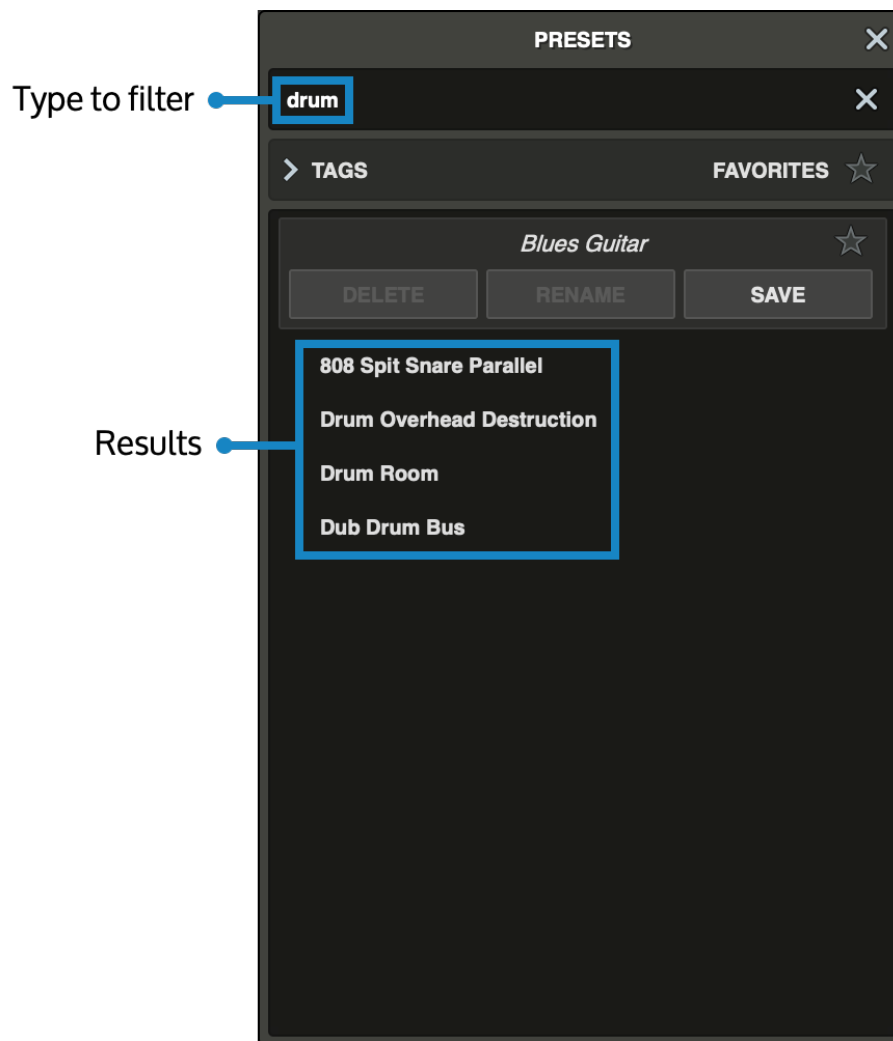 PRESETS
Type to filter
drum
TAGS
FAVORITES
Blues Guitar
DELETE
RENAME
SAVE
808 Spit Snare Parallel
Drum Overhead Destruction
Results
Drum Room
Dub Drum Bus